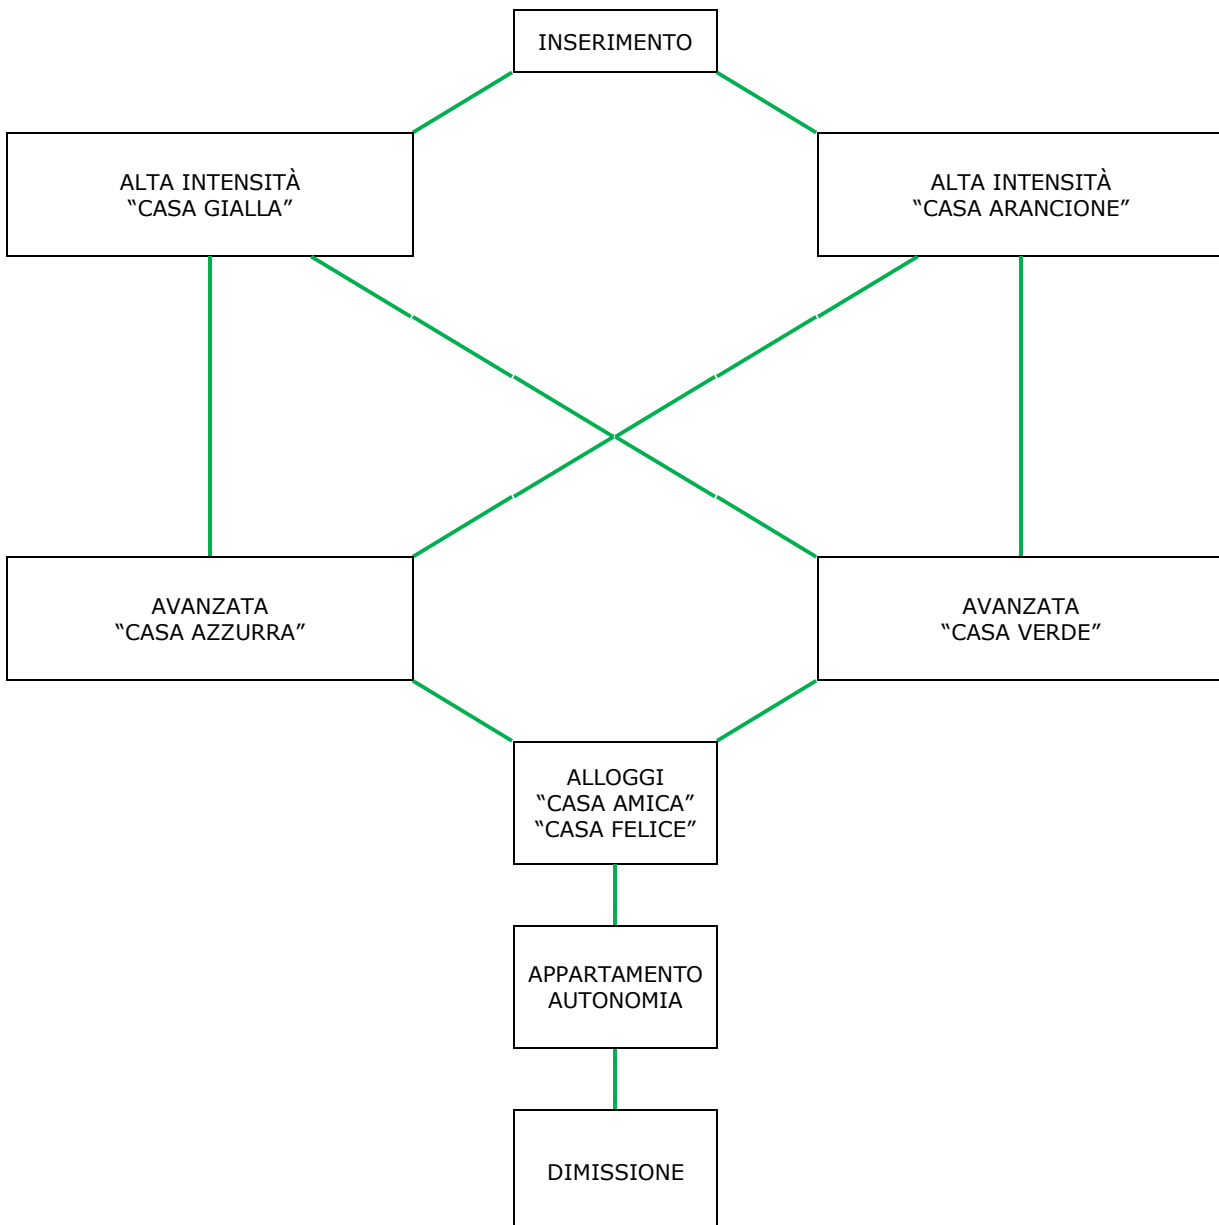 INSERIMENTO
ALTA INTENSITÀ
“CASA GIALLA”
ALTA INTENSITÀ
“CASA ARANCIONE”
AVANZATA
“CASA AZZURRA”
AVANZATA
“CASA VERDE”
ALLOGGI
“CASA AMICA”
“CASA FELICE”
APPARTAMENTO
AUTONOMIA
DIMISSIONE